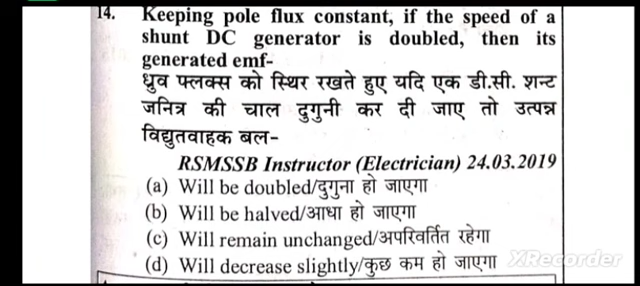 14. Keeping pole flux constant, if the speed of a
shunt DC generator is doubled, then its
generated emf-
ध्रुव फ्लक्स को स्थिर रखते हुए यदि एक डी.सी. शन्ट
जनित्र की चाल दुगुनी कर दी जाए तो उत्पन्न
विद्युतवाहक बल-
RSMSSB Instructor (Electrician) 24.03.2019
(a) Will be doubled/दुगुना हो जाएगा
(b) Will be halved/आधा हो जाएगा
(c) Will remain unchanged/अपरिवर्तित रहेगा
(d) Will decrease slightly/कुछ कम हो जाएगा
XRecorder